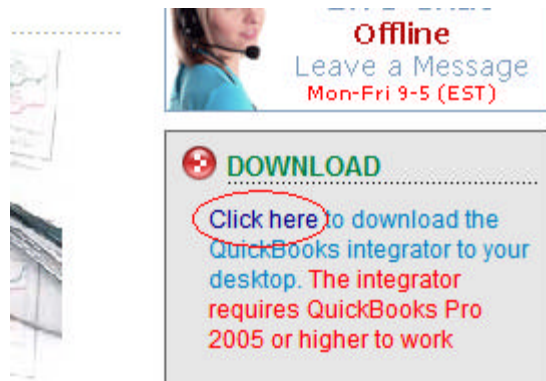 Offline
Leave a Message
Mon-Fri 9-5 (EST)
DOWNLOAD
Click here to download the
QuickBooks integrator to your
desktop. The integrator
requires QuickBooks Pro
2005 or higher to work